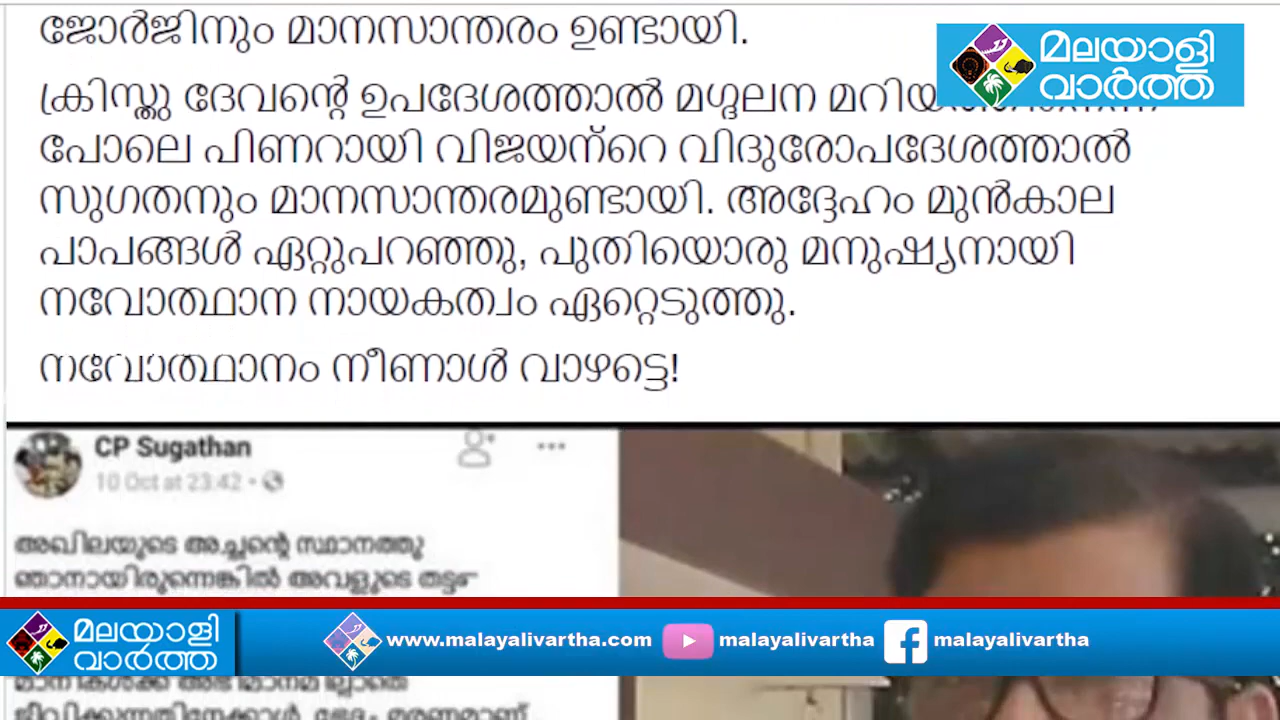 ജോർജിനും മാനസാന്തരം ഉണ്ടായി.
മലയാളി
വാർത്ത
ക്രിസ്തു ദേവന്റെ ഉപദേശത്താൽ മഗ്ദലന
പോലെ പിണറായി വിജയന്റെ വിദുരോപദേശത്താൽ
സുഗതനും മാനസാന്തരമുണ്ടായി. അദ്ദേഹം മുൻകാല
പാപങ്ങൾ ഏറ്റുപറഞ്ഞു, പുതിയൊരു മനുഷ്യനായി
നവോത്ഥാന നായകത്വം ഏറ്റെടുത്തു.
നവോത്ഥാനം നീണാൾ വാഴട്ടെ!
CP Sugathan
10 Oct at 23:42
അഖിലയുടെ അച്ഛന്റെ സ്ഥാനത്തു
ഞാനായിരുന്നെങ്കിൽ അവളുടെ
മലയാളി
വാർത്ത
www.malayalivartha.com malayalivartha malayalivartha
ജീവിക്കുന്നതിനേക്കാൾ ഭേദം മരണമാണ്